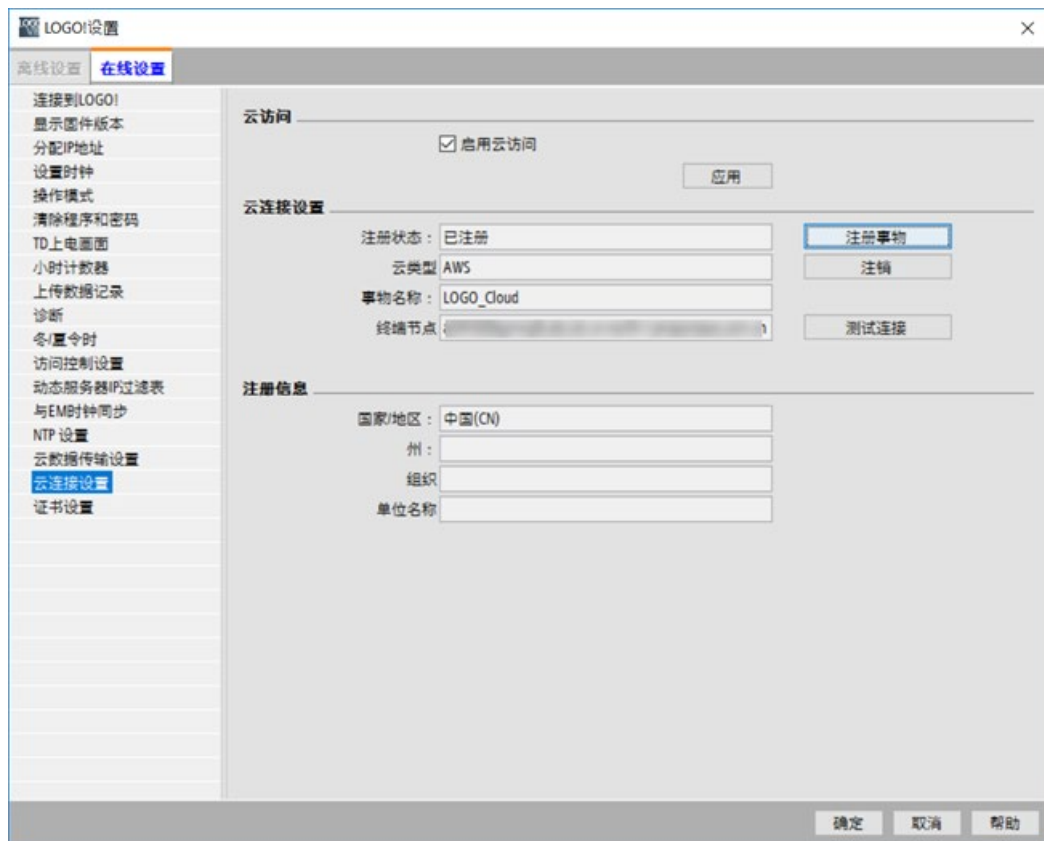 LOGO!设置
离线设置 在线设置
连接到LOGO!
显示固件版本
分配IP地址
设置时钟
操作模式
清除程序和密码
TD上电画面
小时计数器
上传数据记录
诊断
冬/夏令时
访问控制设置
动态服务器IP过滤表
与EM时钟同步
NTP 设置
云数据传输设置
云连接设置
证书设置
云访问
启用云访问
应用
云连接设置
注册状态： 已注册 注册事物
云类型 AWS 注销
事物名称： LOGO_Cloud
终端节点 测试连接
注册信息
国家/地区： 中国(CN)
州：
组织
单位名称
确定 取消 帮助